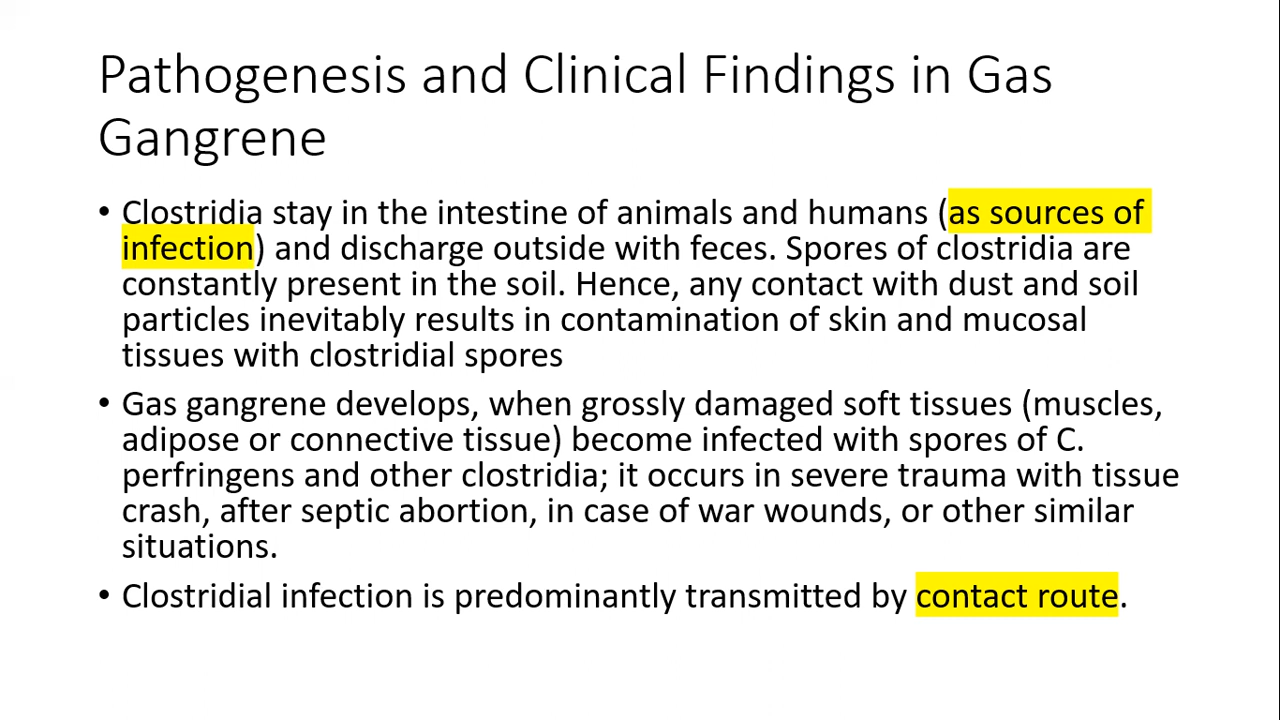 Pathogenesis and Clinical Findings in Gas
Gangrene
• Clostridia stay in the intestine of animals and humans (as sources of
infection) and discharge outside with feces. Spores of clostridia are
constantly present in the soil. Hence, any contact with dust and soil
particles inevitably results in contamination of skin and mucosal
tissues with clostridial spores
• Gas gangrene develops, when grossly damaged soft tissues (muscles,
adipose or connective tissue) become infected with spores of C.
perfringens and other clostridia; it occurs in severe trauma with tissue
crash, after septic abortion, in case of war wounds, or other similar
situations.
• Clostridial infection is predominantly transmitted by contact route.